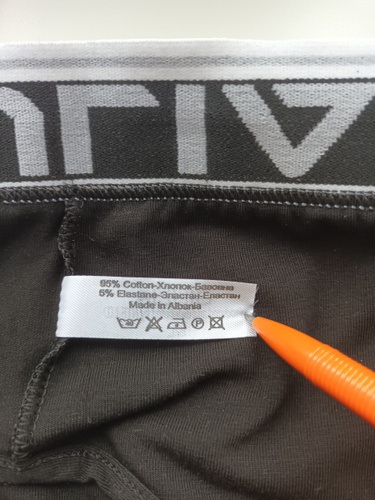 95% Cotton-Хлопок-Бавовна
5% Elastane-Эластан-Еластан
Made in Albania